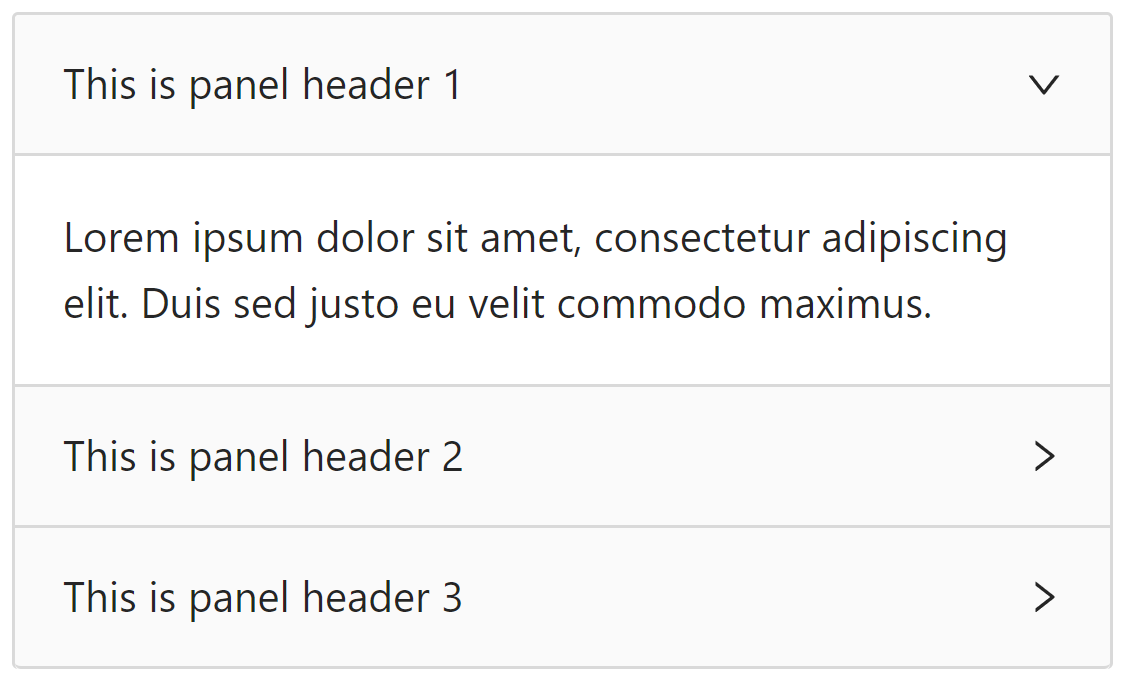 This is panel header 1
Lorem ipsum dolor sit amet, consectetur adipiscing
elit. Duis sed justo eu velit commodo maximus.
This is panel header 2
This is panel header 3